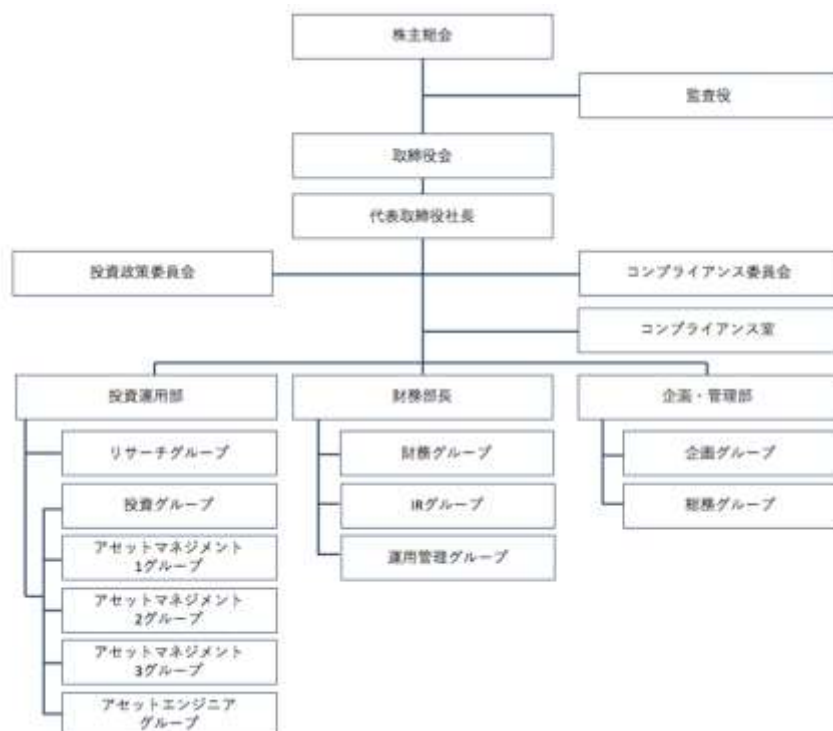 株主総会
監査役
取締役会
代表取締役社長
投資政策委員会
コンプライアンス委員会
コンプライアンス室
投資運用部
財務部長
企画・管理部
リサーチグループ
財務グループ
企画グループ
投資グループ
IRグループ
総務グループ
アセットマネジメント
1グループ
運用管理グループ
アセットマネジメント
2グループ
アセットマネジメント
3グループ
アセットエンジニア
グループ